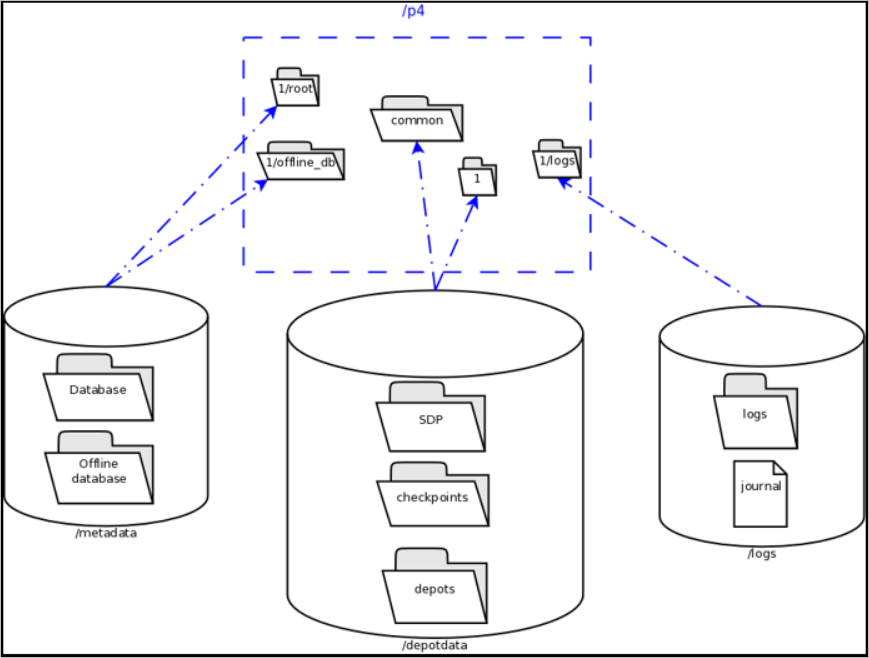 /p4
1/root
common
1/offline_db
1/logs
1
Database
Offline
database
/metadata
SDP
checkpoints
depots
/depotdata
logs
journal
/logs